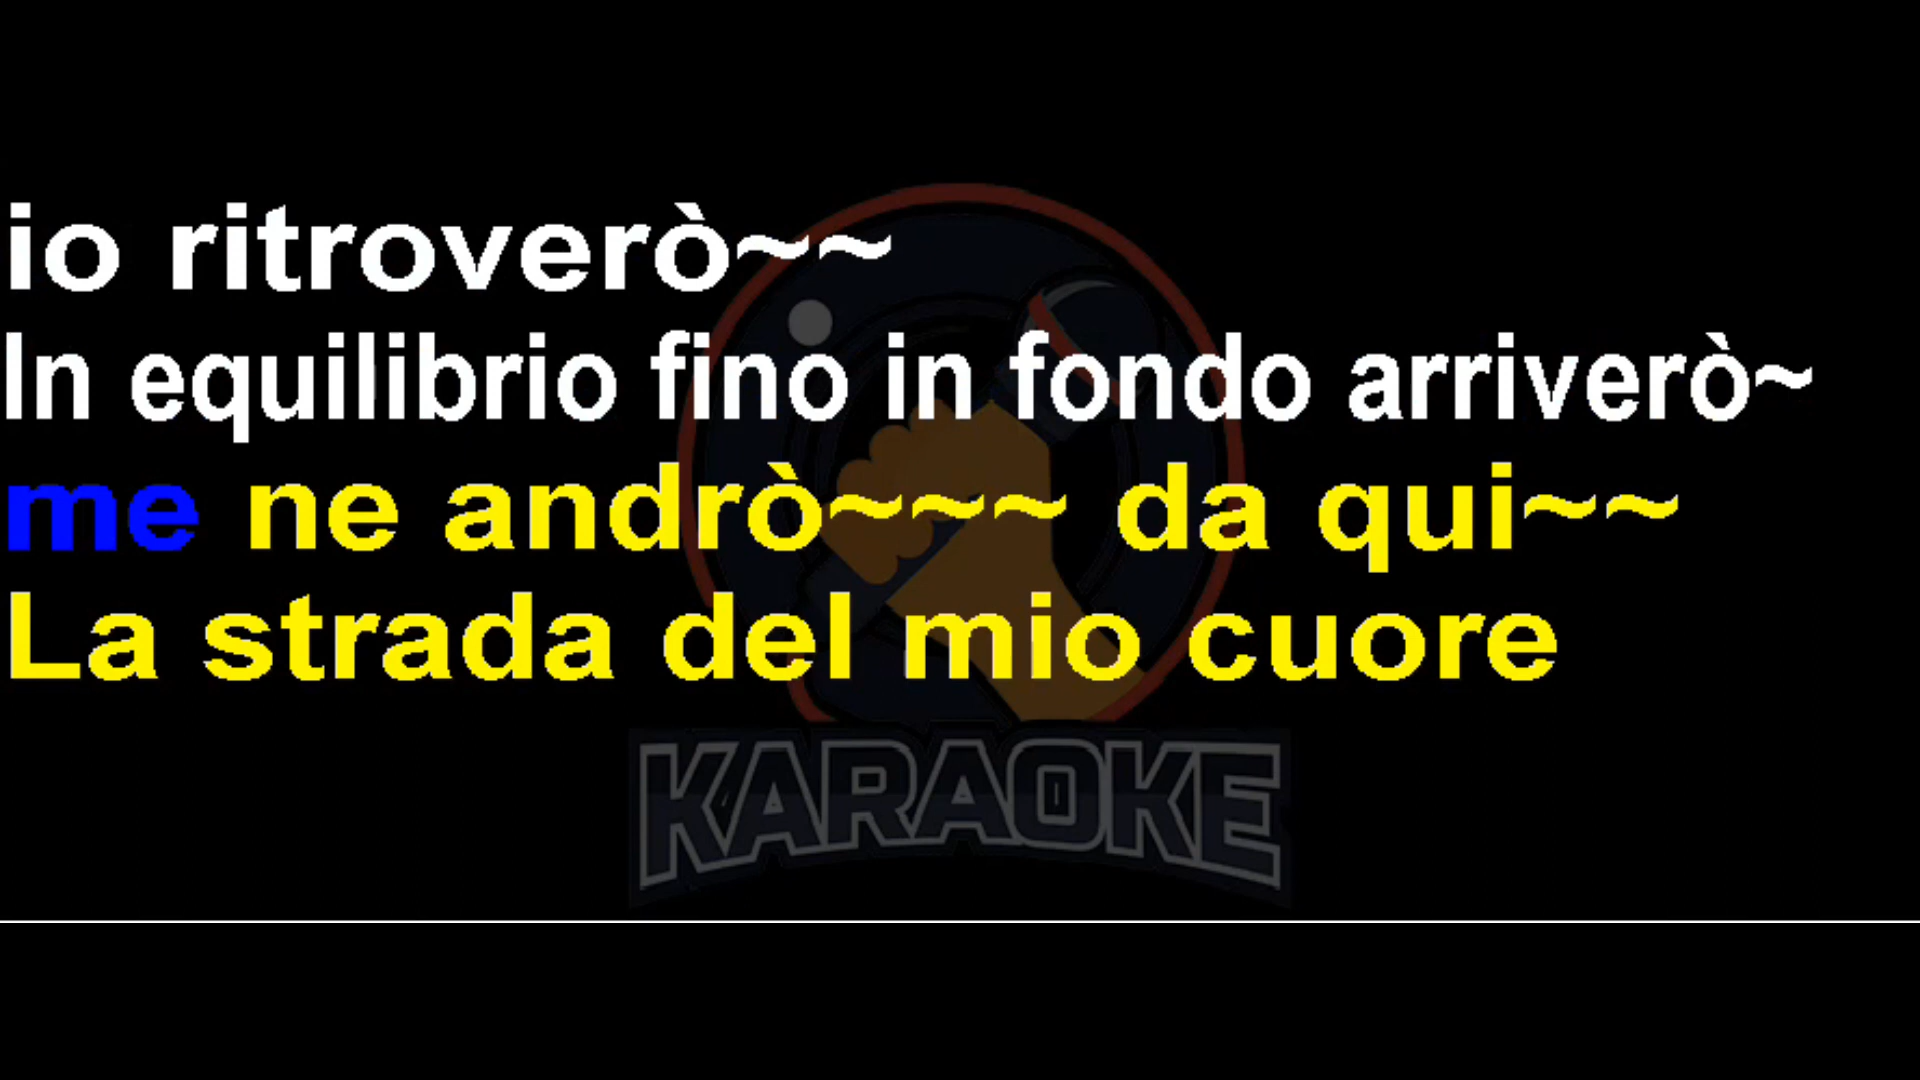 io ritroverò~~
In equilibrio fino in fondo arriverò~
me ne andrò~~~ da qui~~
La strada del mio cuore
KARAOKE